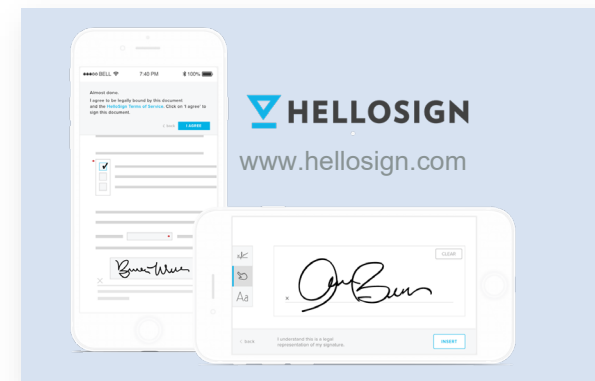 ●●●●○ BELL 7:40 PM 100%
Almost done.
I agree to be legally bound by this document
and the HelloSign Terms of Service. Click on 'I agree' to
sign this document.
< back I AGREE
HELLOSIGN
www.hellosign.com
CLEAR
Aa
×
< back
I understand this is a legal
representation of my signature.
INSERT